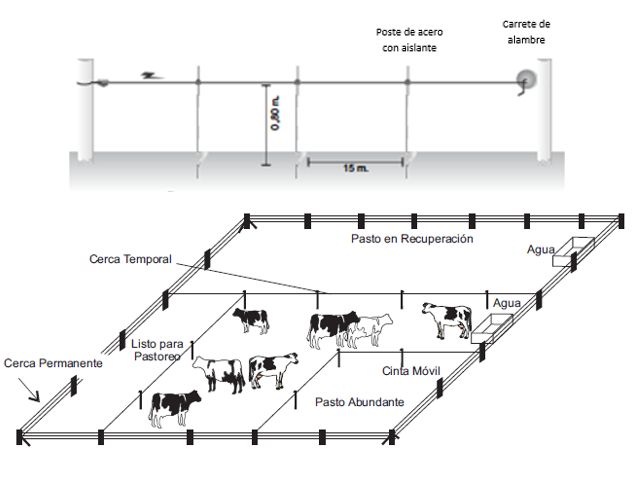 Poste de acero
con aislante
Carrete de
alambre
0,80 m.
15 m.
Pasto en Recuperación
Agua
Cerca Temporal
Agua
Listo para
Pastoreo
Cerca Permanente
Cinta Móvil
Pasto Abundante